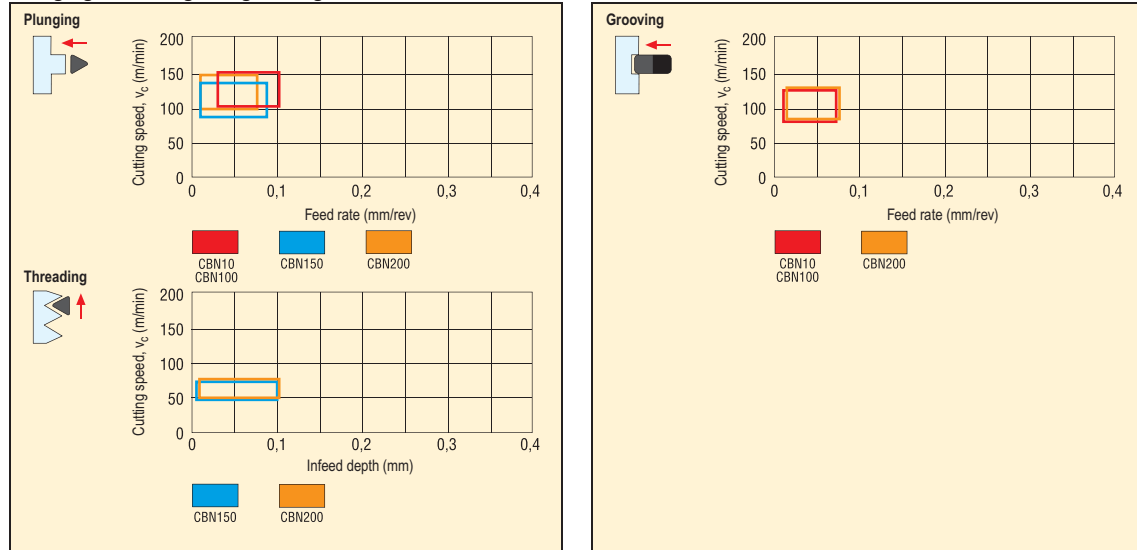 Plunging
Cutting speed, vc (m/min)
200
150
100
50
0
0 0,1 0,2 0,3 0,4
Feed rate (mm/rev)
CBN10 CBN150 CBN200
CBN100
Threading
Cutting speed, vc (m/min)
200
150
100
50
0
0 0,1 0,2 0,3 0,4
Infeed depth (mm)
CBN150 CBN200
Grooving
Cutting speed, vc (m/min)
200
150
100
50
0
0 0,1 0,2 0,3 0,4
Feed rate (mm/rev)
CBN10 CBN200
CBN100